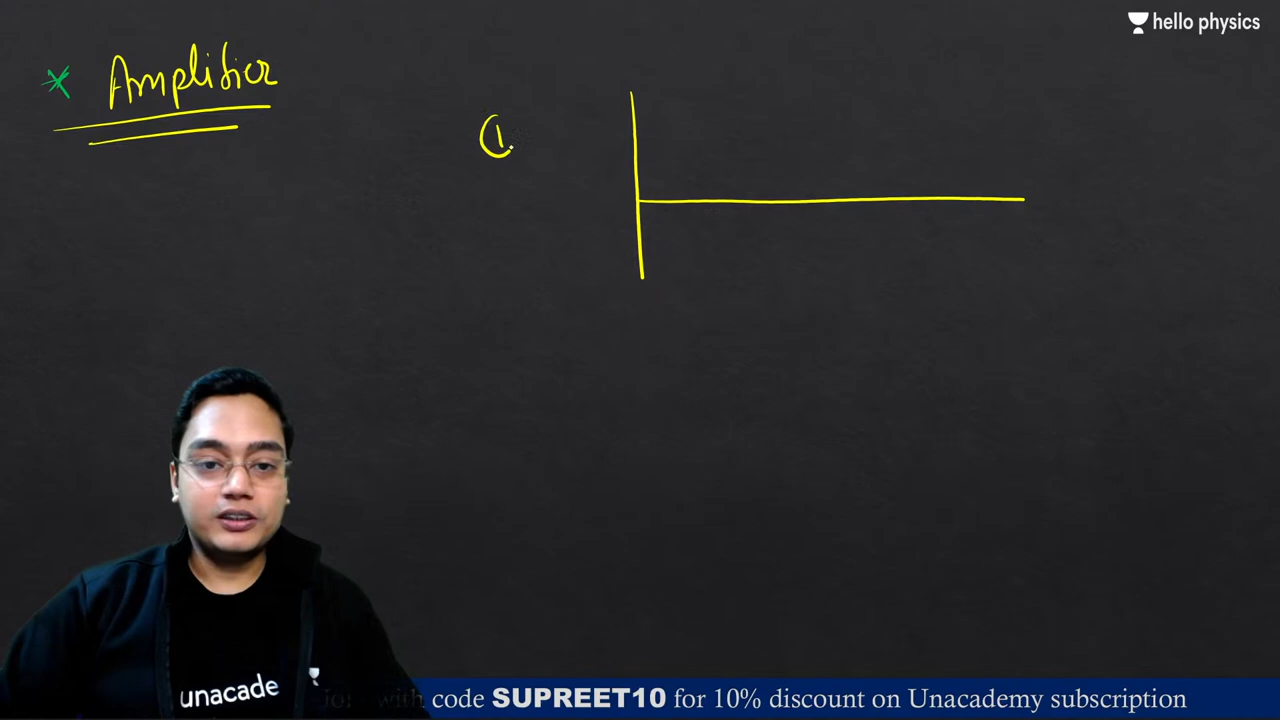 hello physics
* Amplifier
①
unacade
with code SUPREET10 for 10% discount on Unacademy subscription